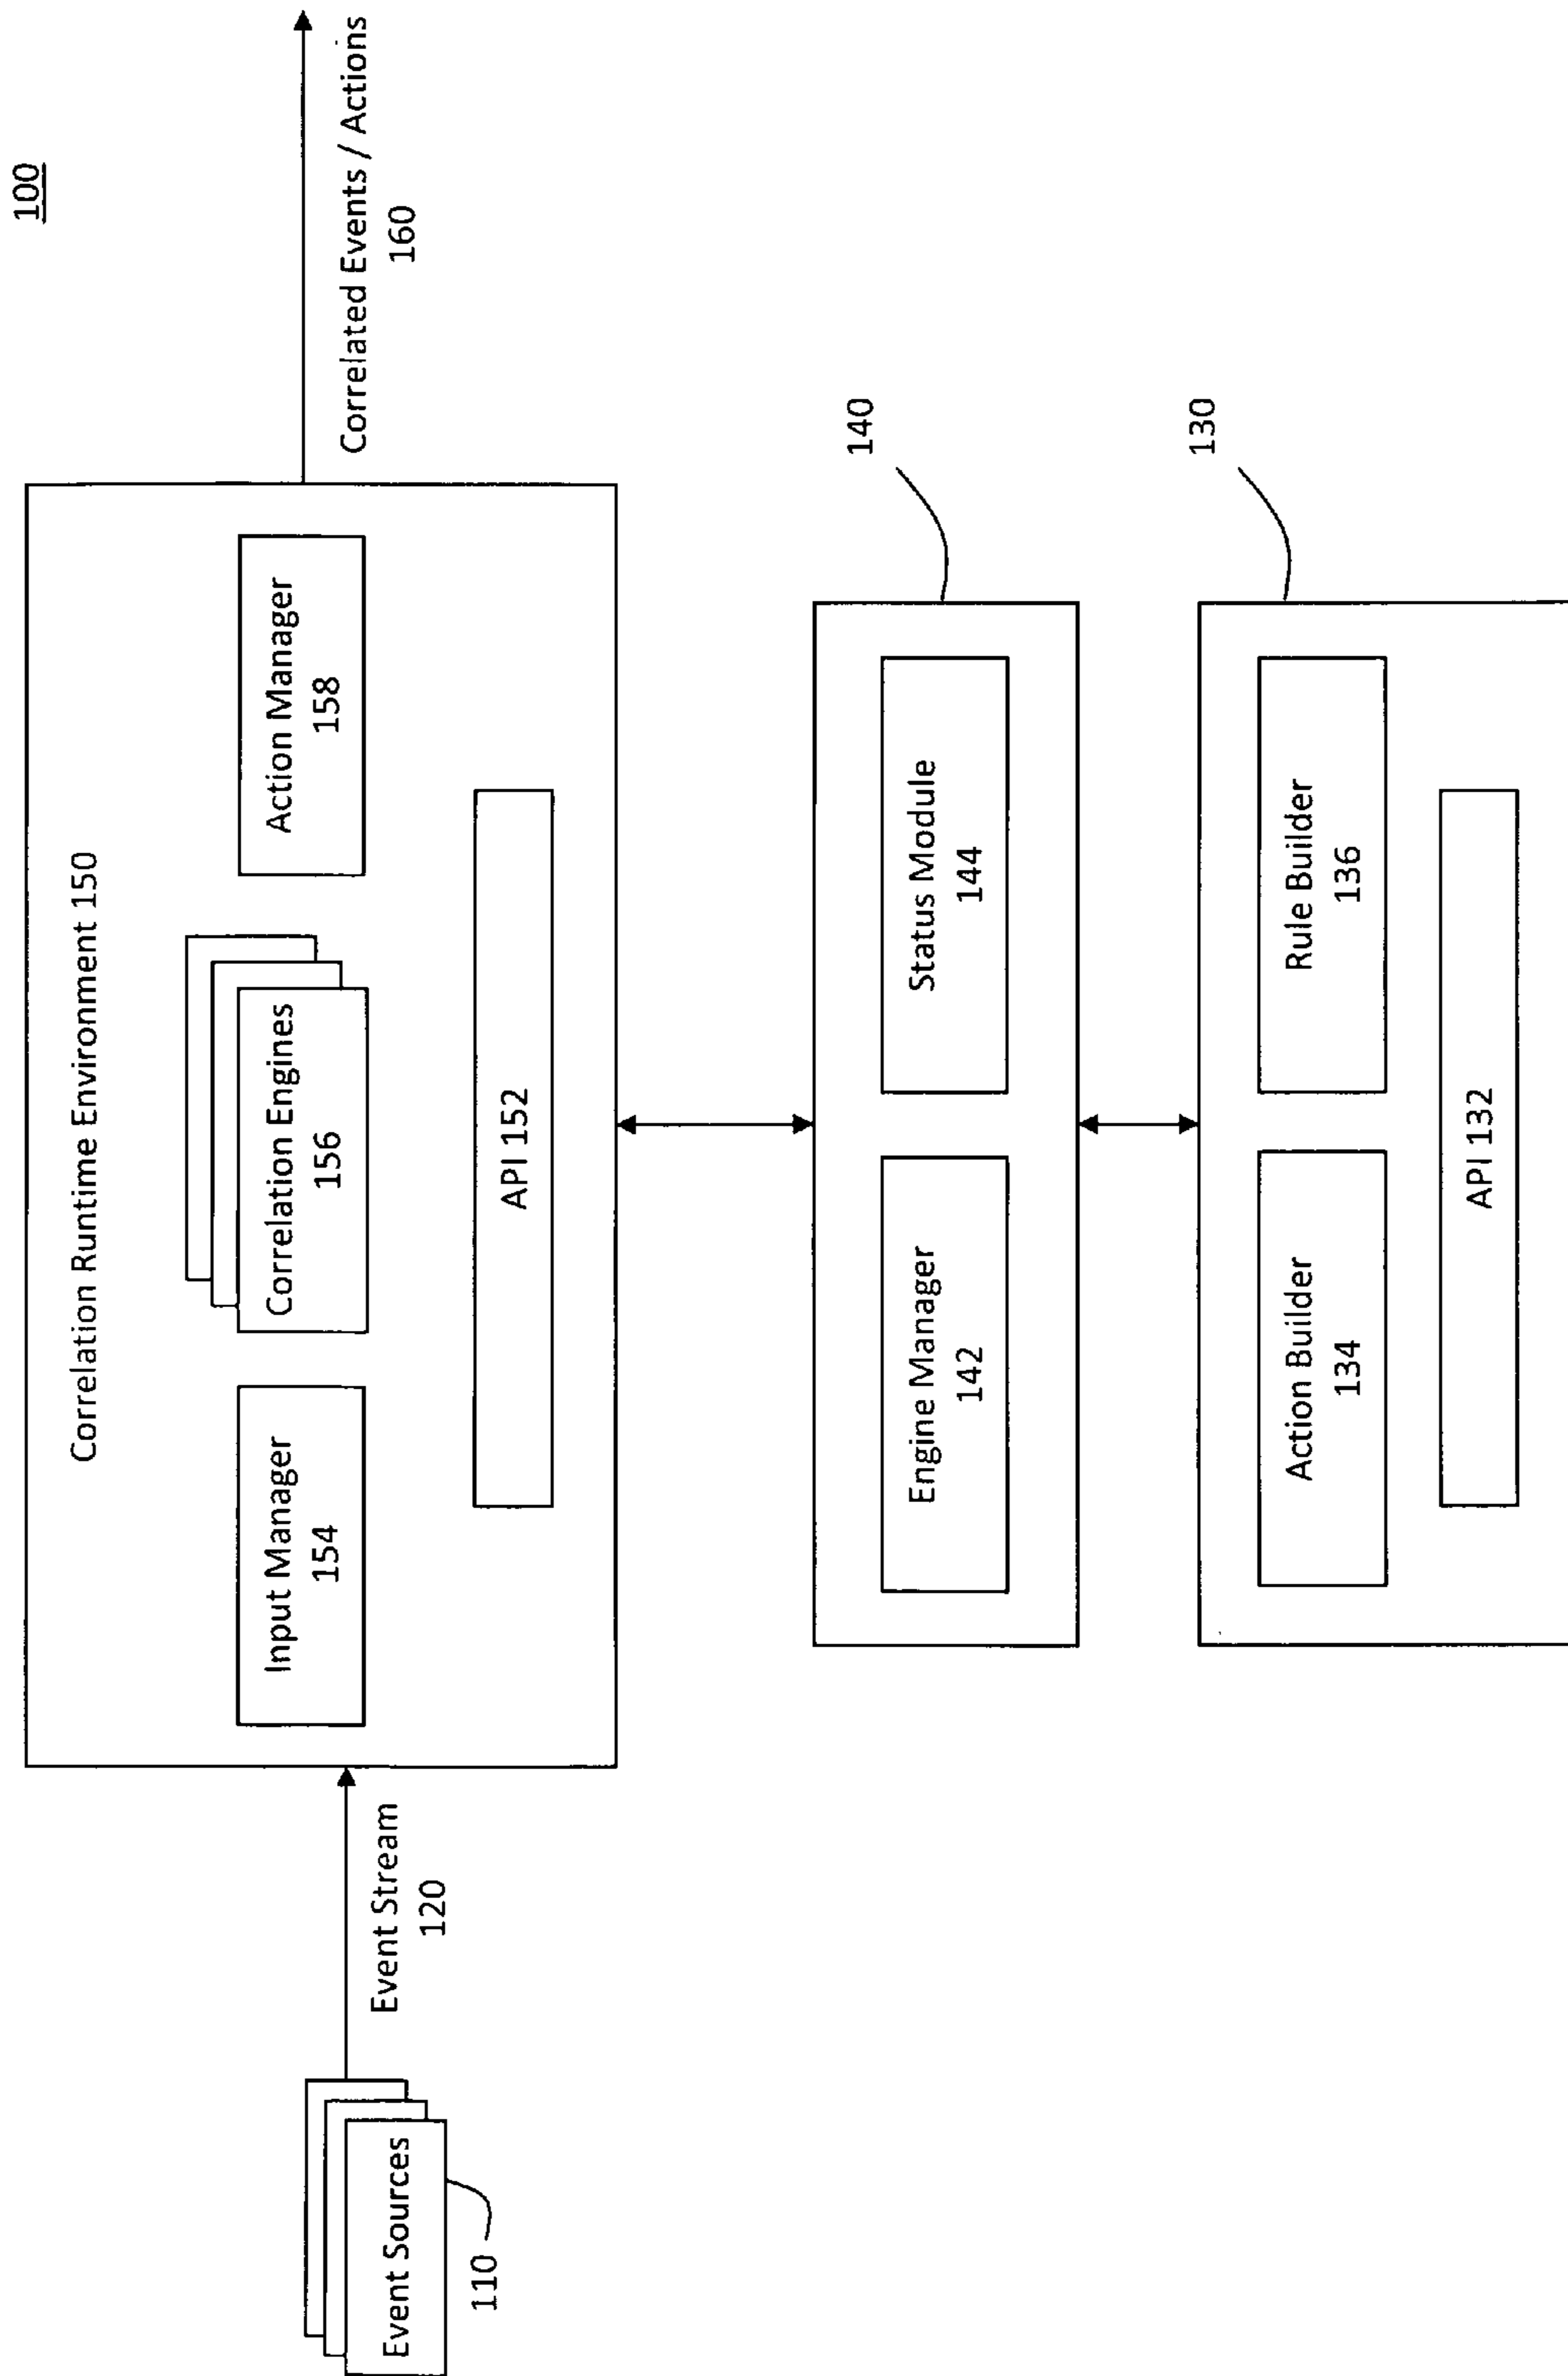 100
Correlation Runtime Environment 150
Input Manager
154
Correlation Engines
156
Action Manager
158
API 152
Event Sources
110
Event Stream
120
Correlated Events / Actions
160
140
Engine Manager
142
Status Module
144
130
Action Builder
134
Rule Builder
136
API 132